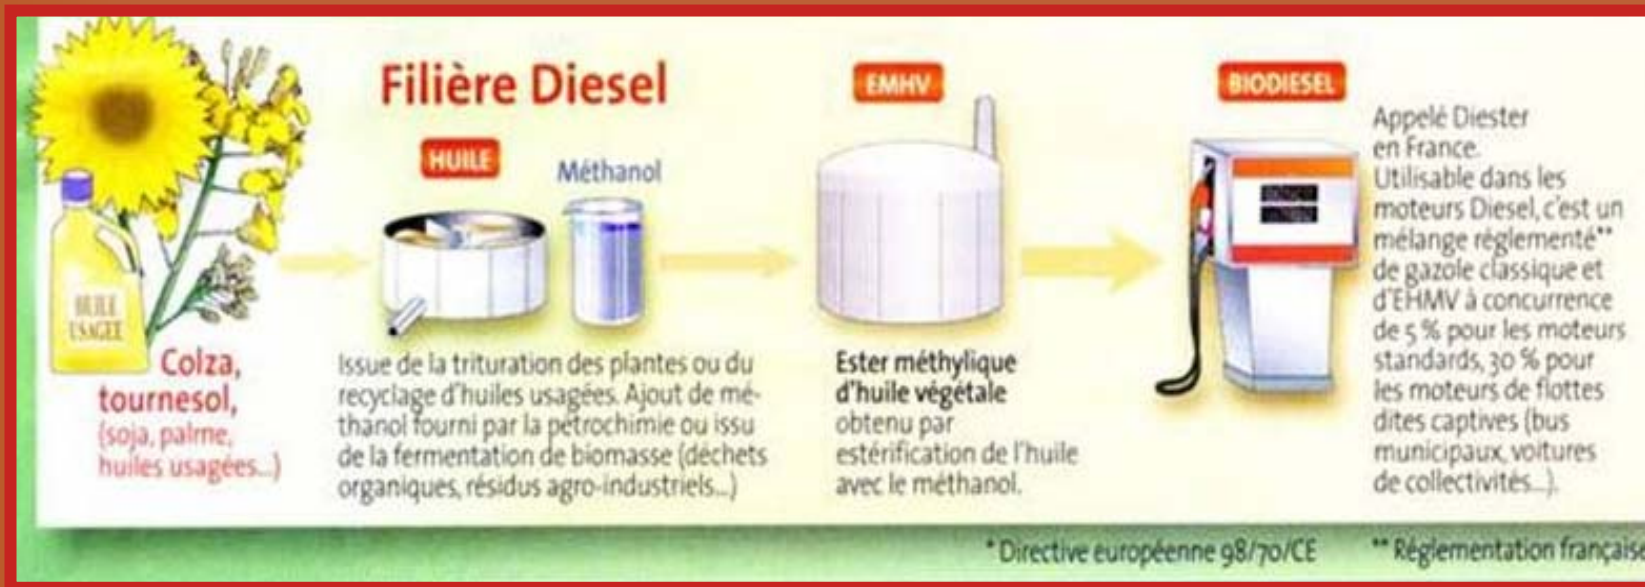 Filière Diesel
HUILE
Méthanol
EMHV
BIODIESEL
HUILE
USAGEE
Colza,
tournesol,
(soja, palme,
huiles usagées...)
Issue de la trituration des plantes ou du
recyclage d'huiles usagées. Ajout de mé-
thanol fourni par la pétrochimie ou issu
de la fermentation de biomasse (déchets
organiques, résidus agro-industriels...)
Ester méthylique
d'huile végétale
obtenu par
estérification de l'huile
avec le méthanol.
Appelé Diester
en France.
Utilisable dans les
moteurs Diesel, c'est un
mélange réglementé**
de gazole classique et
d'EHMV à concurrence
de 5 % pour les moteurs
standards, 30 % pour
les moteurs de flottes
dites captives (bus
municipaux, voitures
de collectivités...).
* Directive européenne 98/70/CE
** Réglementation française